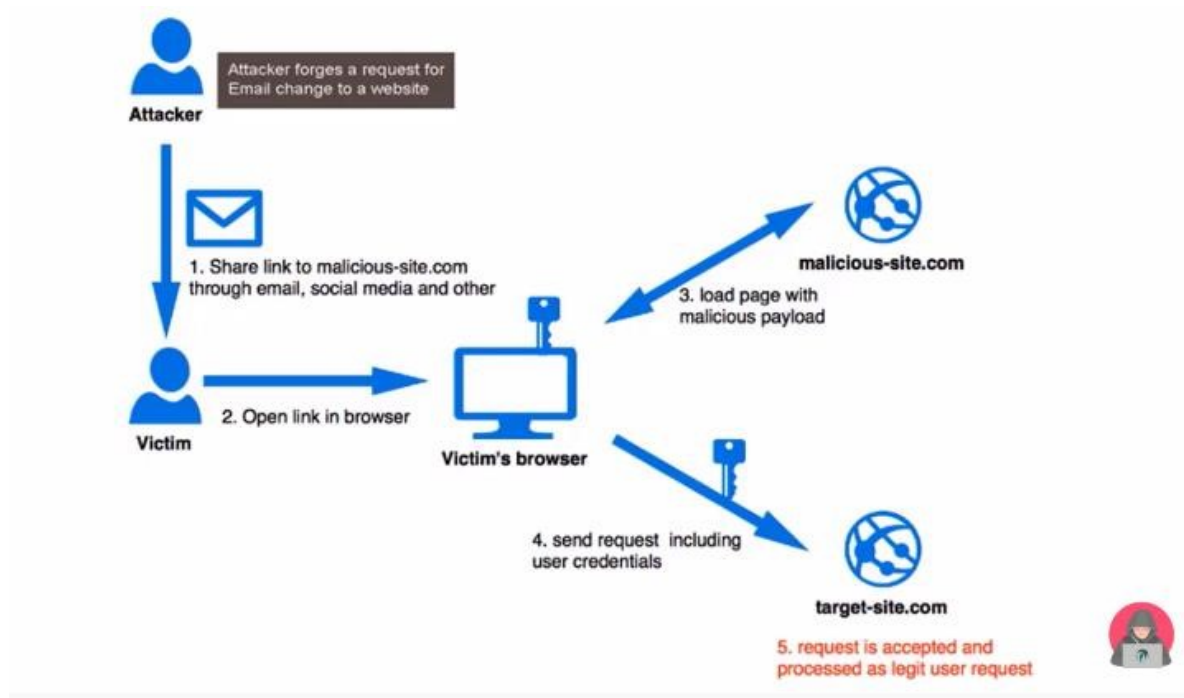 Attacker forges a request for
Email change to a website
Attacker
1. Share link to malicious-site.com
through email, social media and other
malicious-site.com
3. load page with
malicious payload
2. Open link in browser
Victim
Victim's browser
4. send request including
user credentials
target-site.com
5. request is accepted and
processed as legit user request